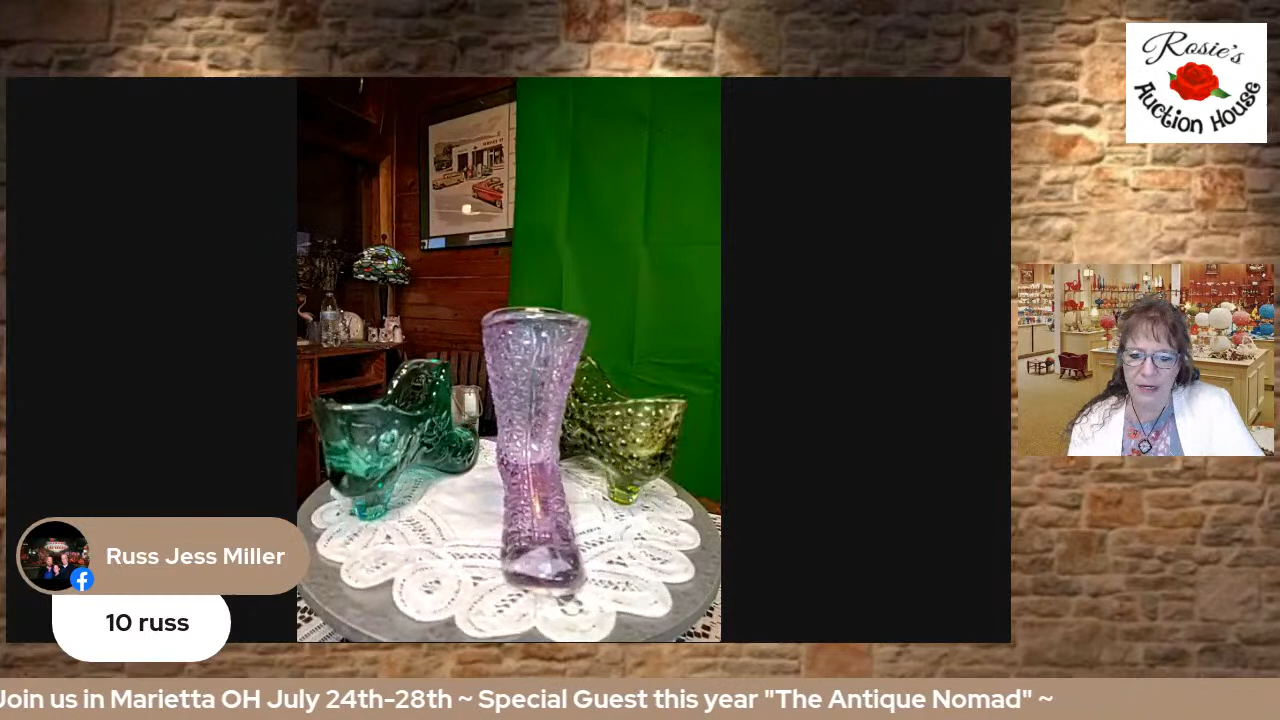 Rosie's
Auction House
Russ Jess Miller
10 russ
Join us in Marietta OH July 24th-28th ~ Special Guest this year "The Antique Nomad" ~